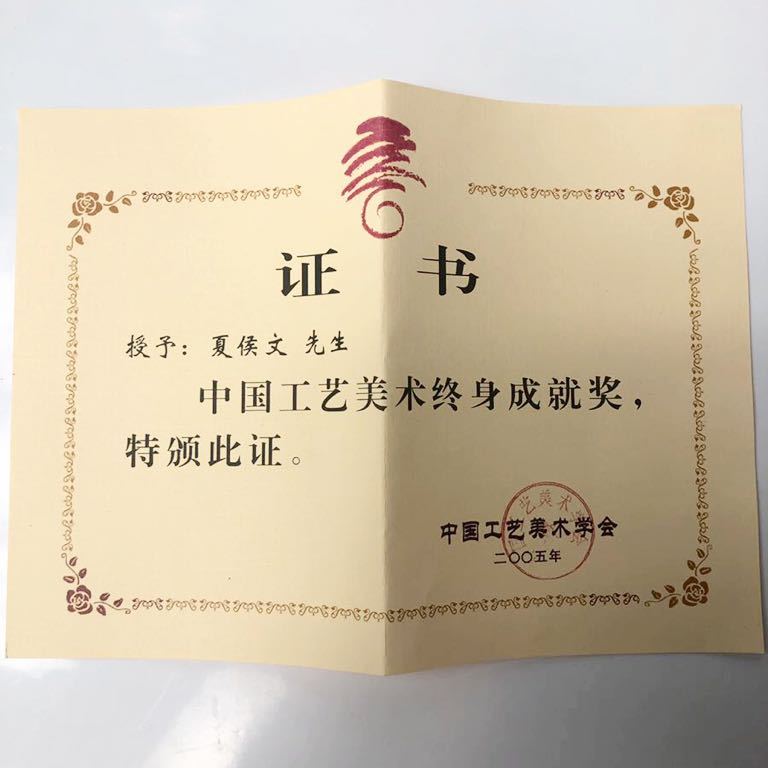 证书
授予：夏侯文 先生
中国工艺美术终身成就奖，
特颁此证。
中国工艺美术学会
二〇〇五年